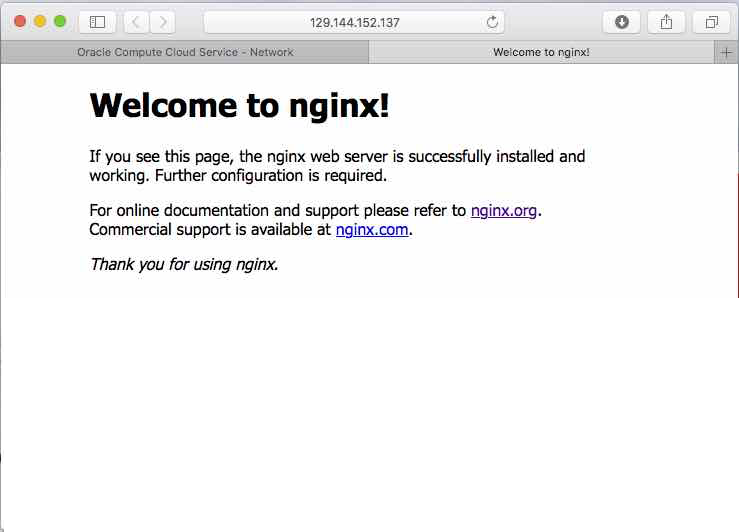 129.144.152.137
Oracle Compute Cloud Service - Network
Welcome to nginx!
Welcome to nginx!
If you see this page, the nginx web server is successfully installed and
working. Further configuration is required.
For online documentation and support please refer to nginx.org.
Commercial support is available at nginx.com.
Thank you for using nginx.